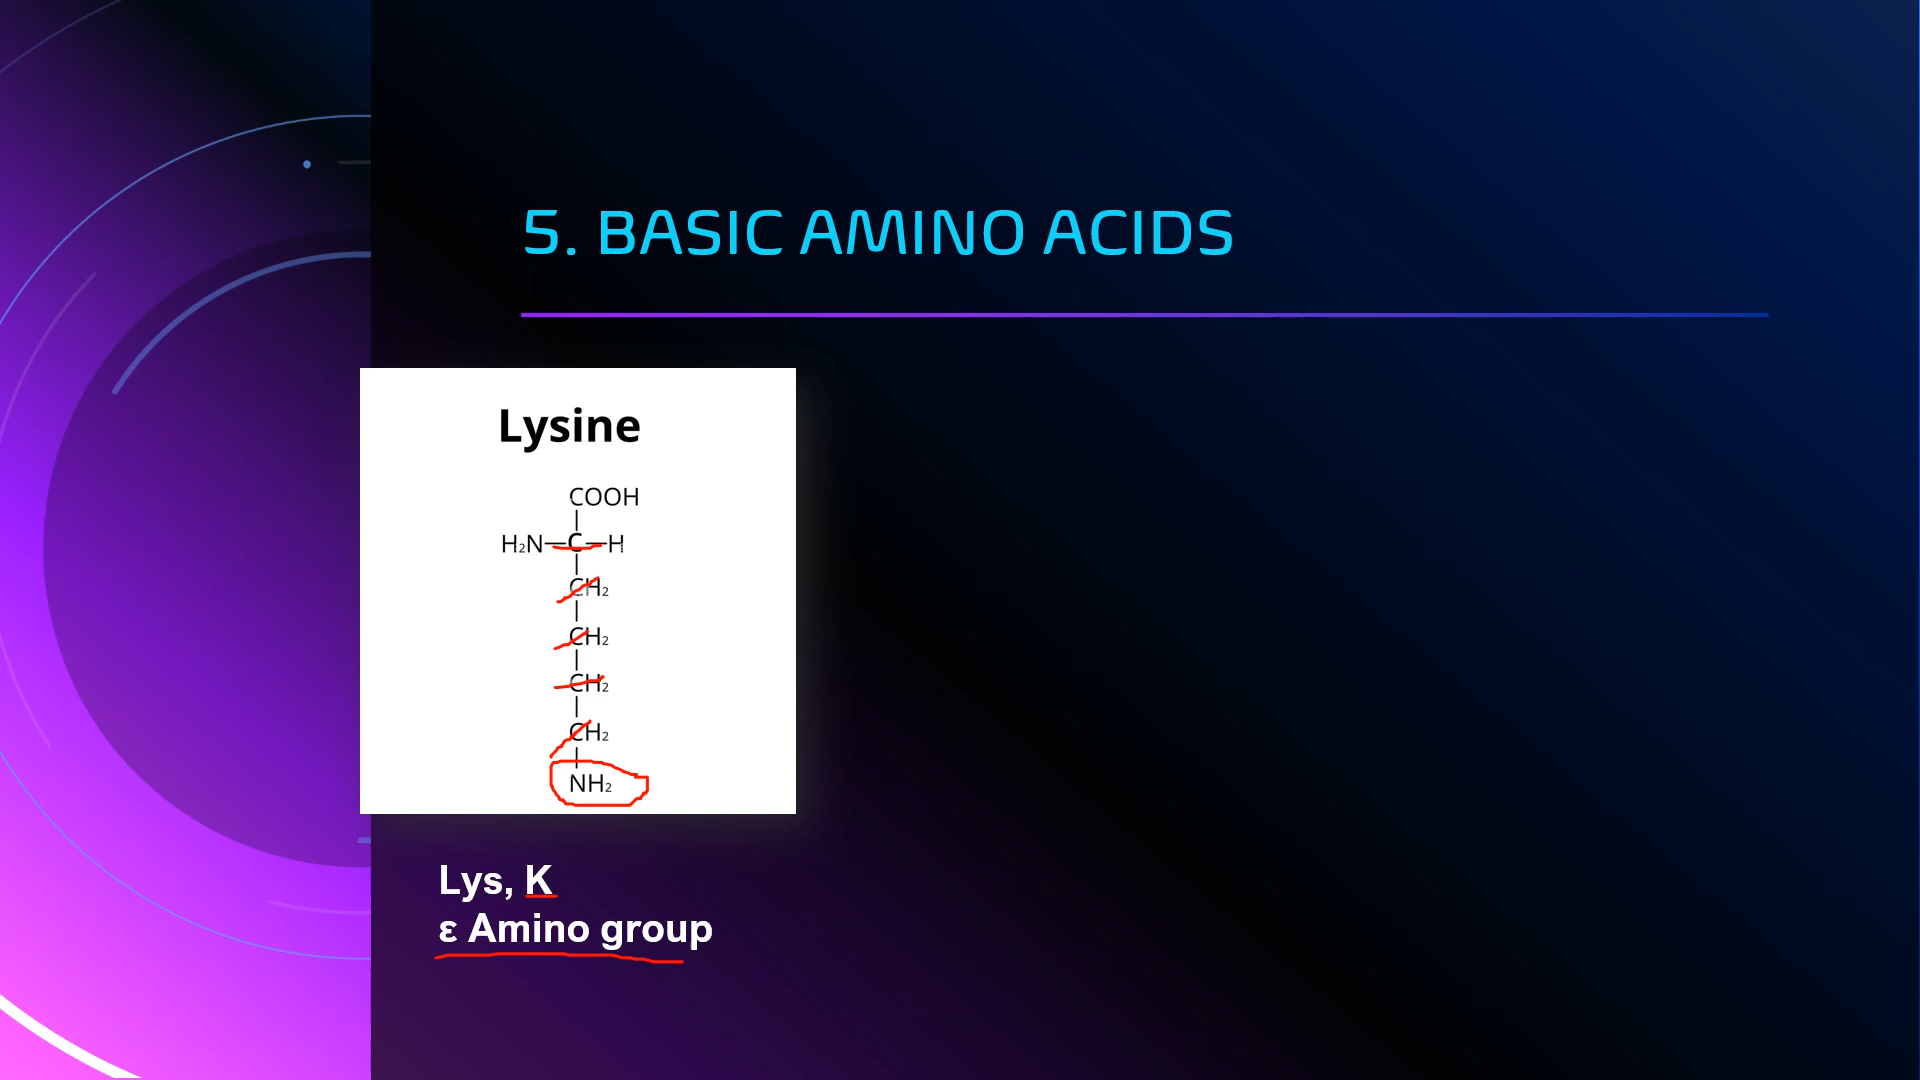 5. BASIC AMINO ACIDS
Lysine
COOH
H₂N—C—H
CH₂
CH₂
CH₂
CH₂
NH₂
Lys, K
ε Amino group